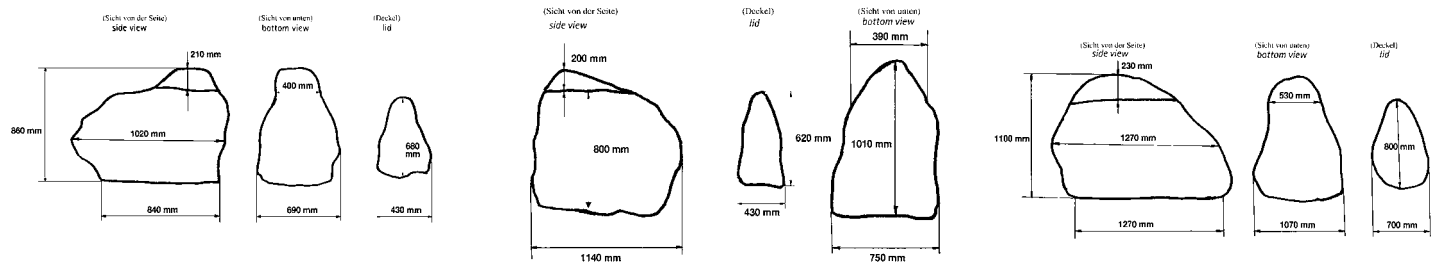 (Sicht von der Seite)
side view
(Sicht von unten)
bottom view
(Deckel)
lid
210 mm
400 mm
860 mm
1020 mm
680
mm
840 mm
690 mm
430 mm
(Sicht von der Seite)
side view
(Deckel)
lid
(Sicht von unten)
bottom view
390 mm
200 mm
620 mm
800 mm
1010 mm
430 mm
1140 mm
750 mm
(Sicht von der Seite)
side view
(Sicht von unten)
bottom view
(Deckel)
lid
230 mm
530 mm
1100 mm
1270 mm
800 mm
1270 mm
1070 mm
700 mm